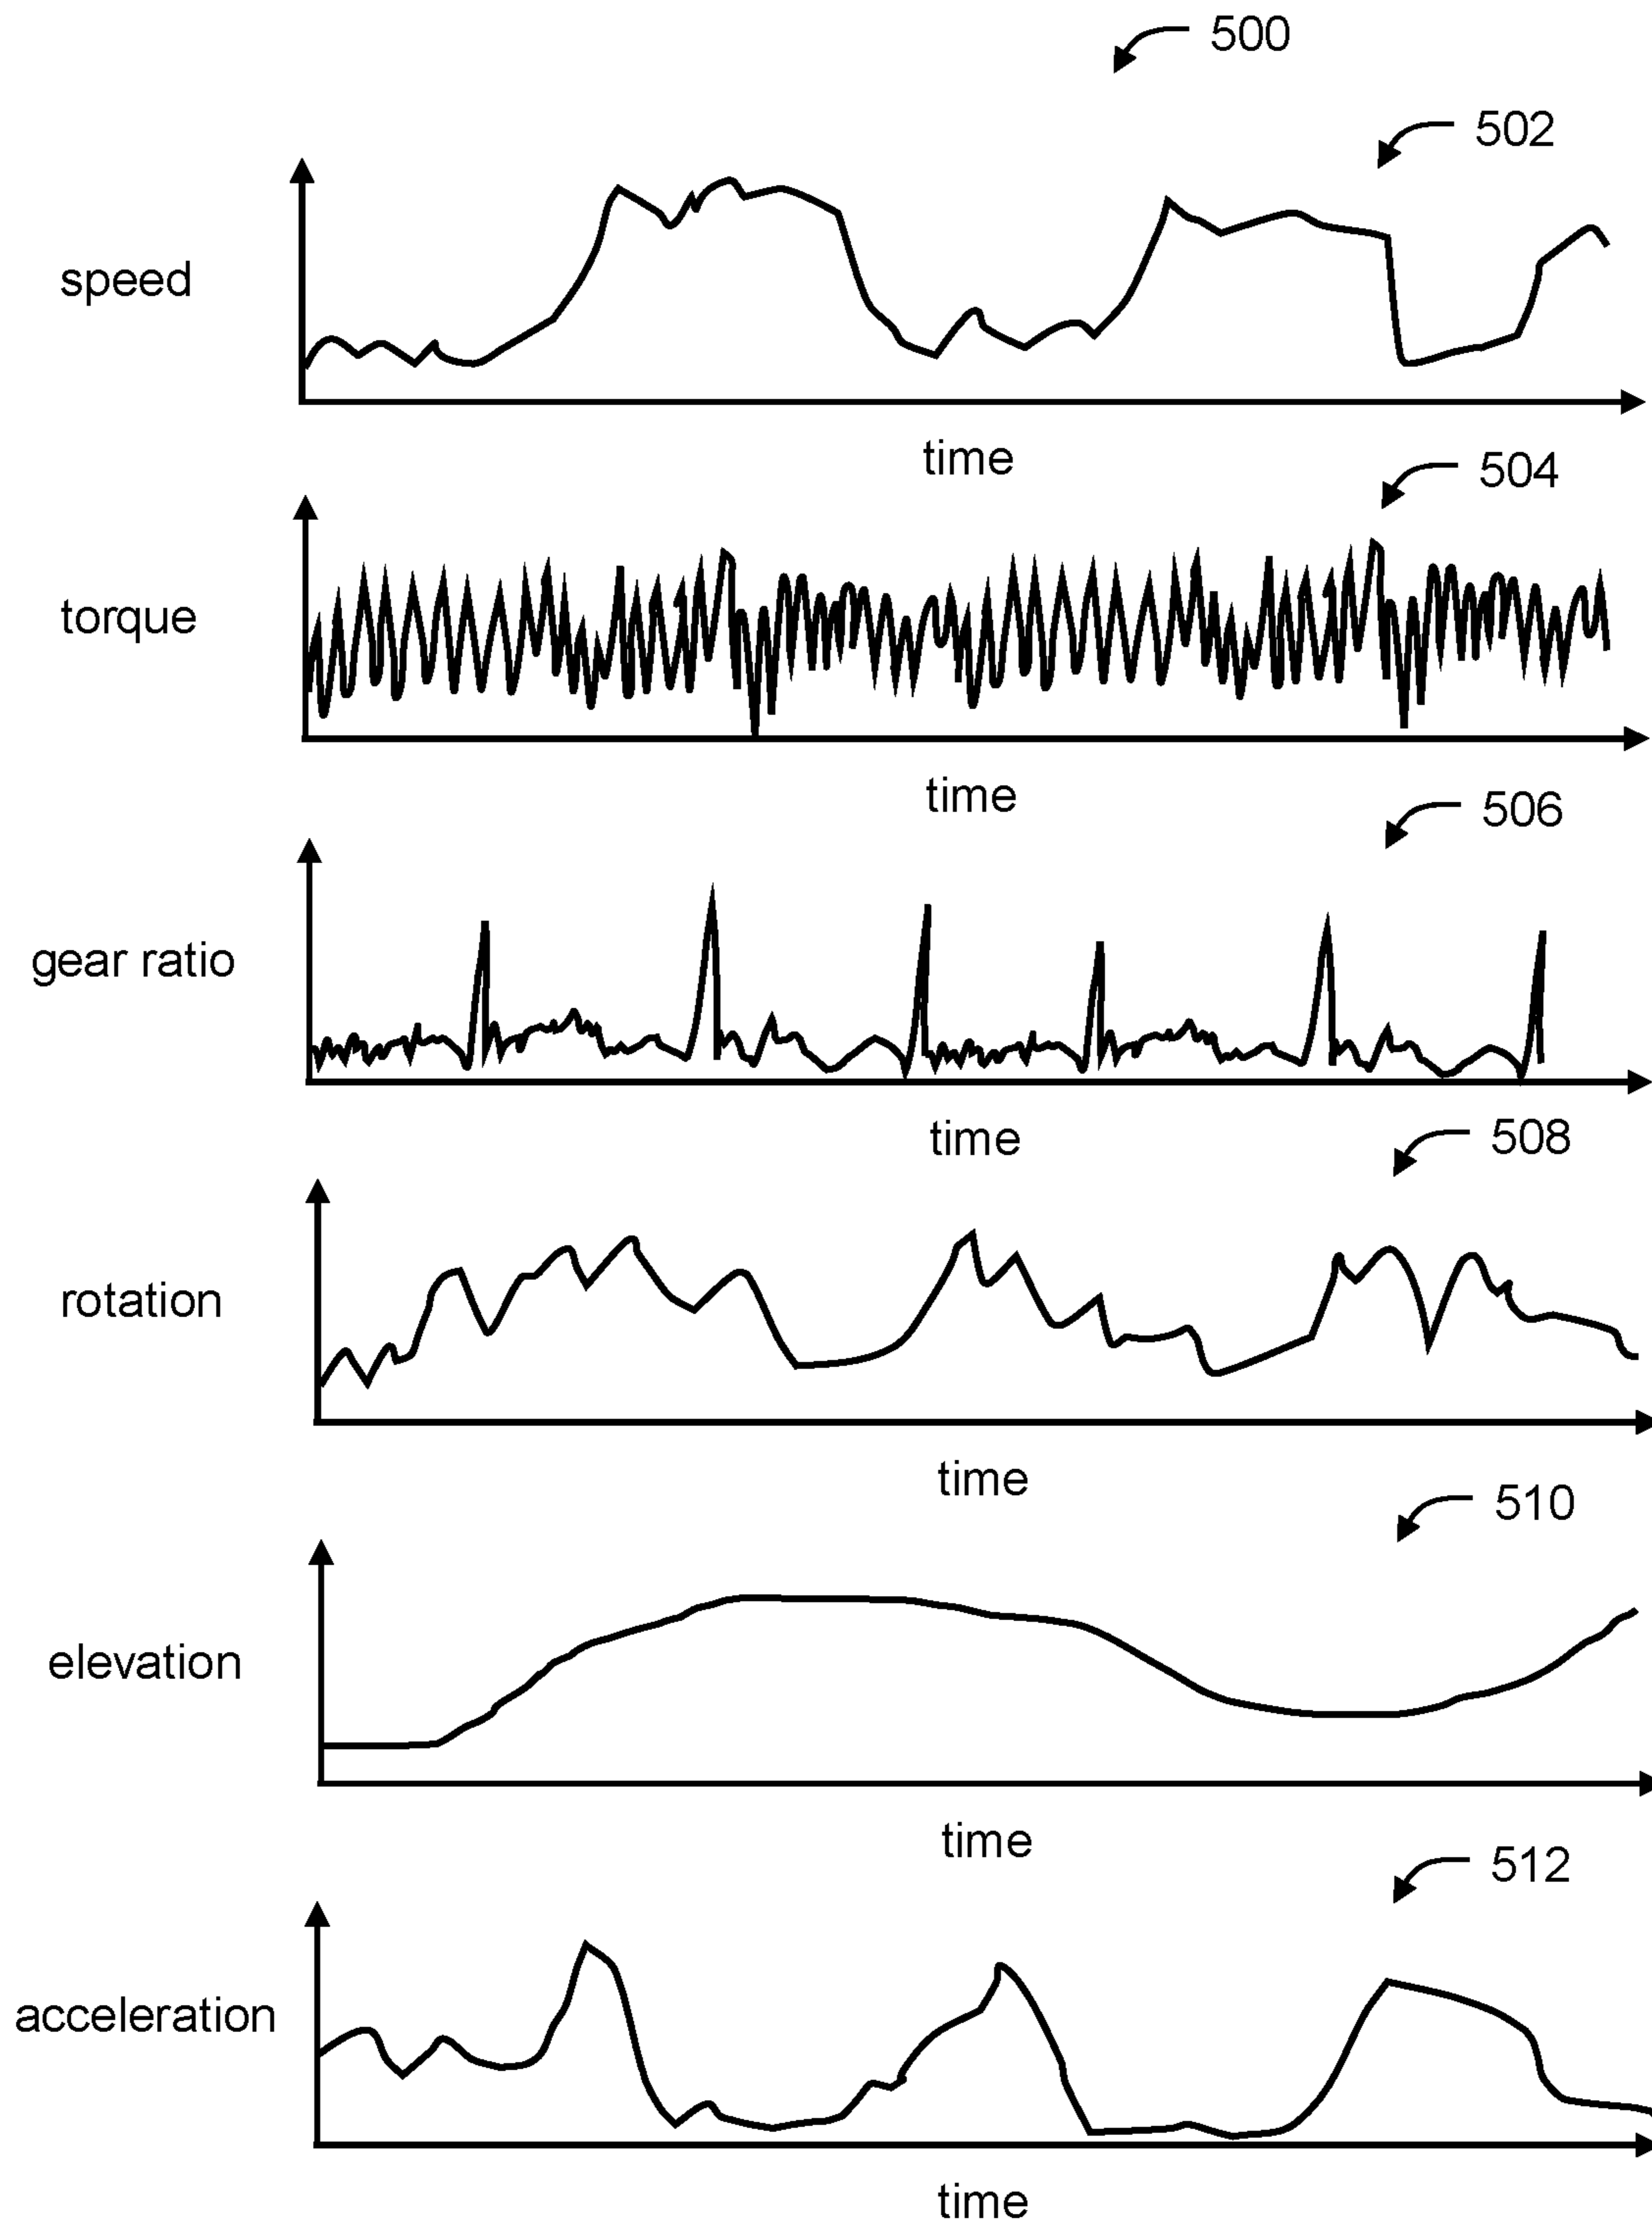 500
502
speed
time
504
torque
time
506
gear ratio
time
508
rotation
time
510
elevation
time
512
acceleration
time